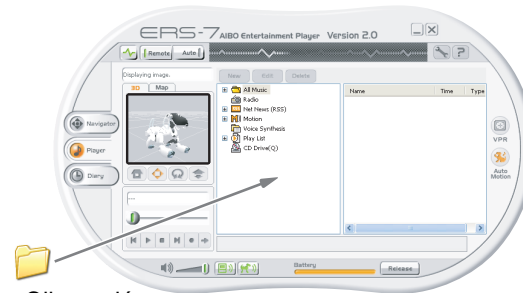 ERS-7 AIBO Entertainment Player Version 2.0
Remote Auto
Displaying image.
New Edit Delete
3D Map
All Music
Radio
Net News (RSS)
Motion
Voice Synthesis
Play List
CD Drive(Q)
Name Time Type
Navigator
Player
Diary
VPR
Auto
Motion
---
Battery
Release